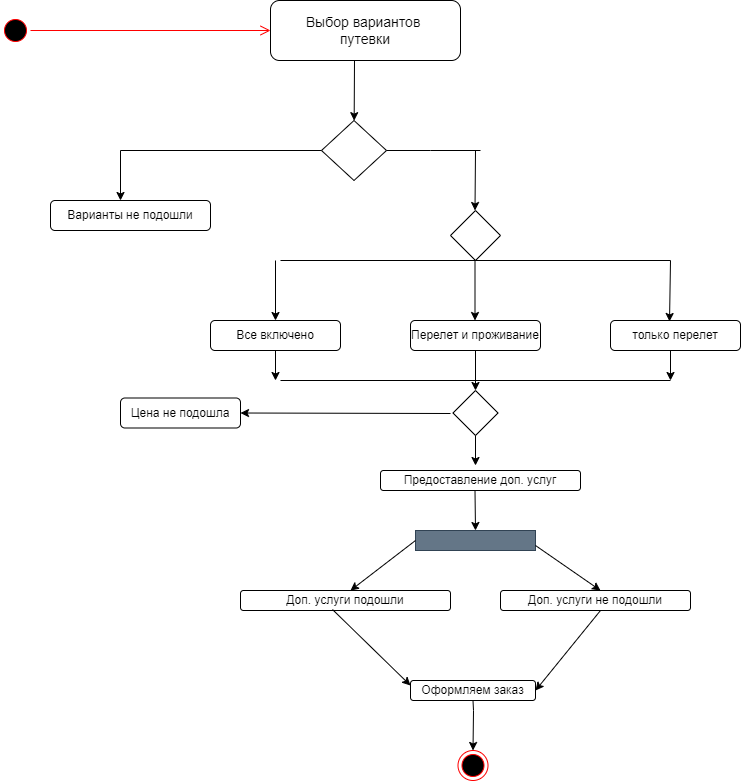 Выбор вариантов
путевки
Варианты не подошли
Все включено
Перелет и проживание
только перелет
Цена не подошла
Предоставление доп. услуг
Доп. услуги подошли
Доп. услуги не подошли
Оформляем заказ